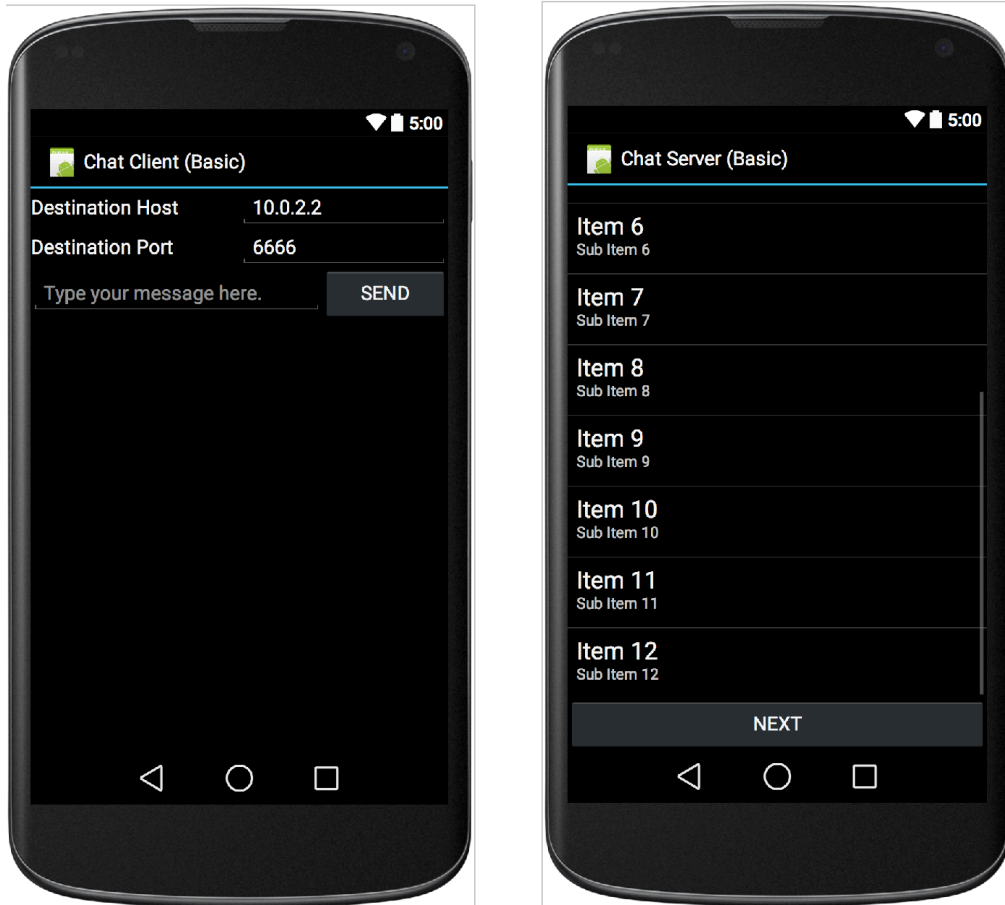 5:00
Chat Client (Basic)
Destination Host 10.0.2.2
Destination Port 6666
Type your message here. SEND
5:00
Chat Server (Basic)
Item 6
Sub Item 6
Item 7
Sub Item 7
Item 8
Sub Item 8
Item 9
Sub Item 9
Item 10
Sub Item 10
Item 11
Sub Item 11
Item 12
Sub Item 12
NEXT